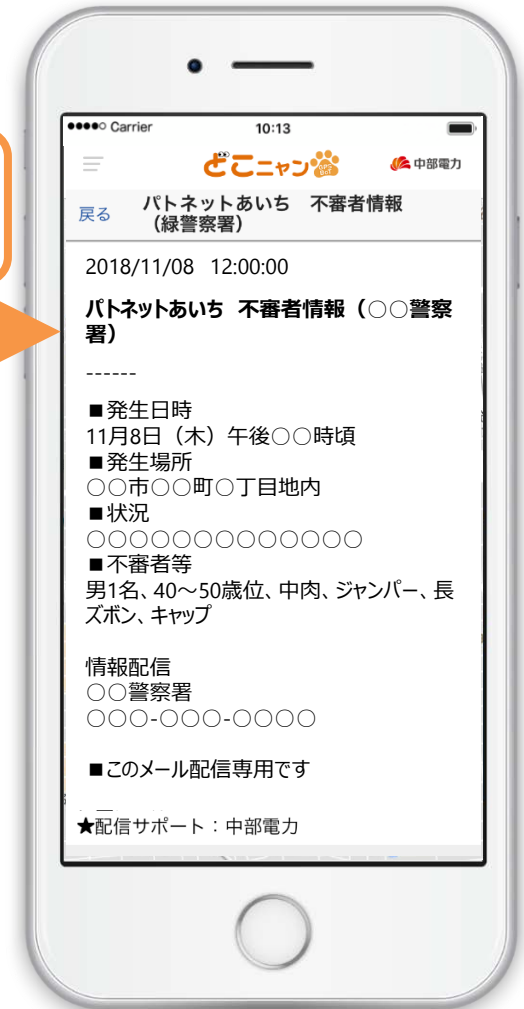 ●●●●○ Carrier 10:13
どこニャン GPS BoT 中部電力
戻る パトネットあいち 不審者情報
（緑警察署）
2018/11/08 12:00:00
パトネットあいち 不審者情報（○○警察
署）
------
■発生日時
11月8日（木）午後○○時頃
■発生場所
○○市○○町○丁目地内
■状況
○○○○○○○○○○○○○
■不審者等
男1名、40～50歳位、中肉、ジャンパー、長
ズボン、キャップ
情報配信
○○警察署
○○○-○○○-○○○○
■このメール配信専用です
★配信サポート：中部電力